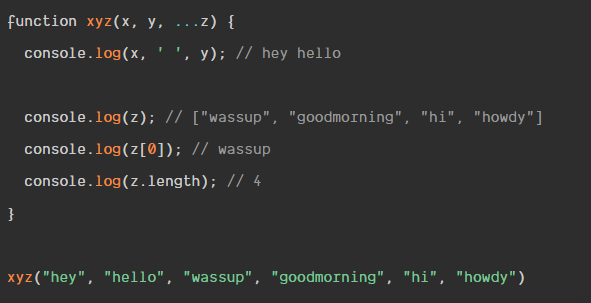 function xyz(x, y, ...z) {
  console.log(x, ' ', y); // hey hello
  console.log(z); // ["wassup", "goodmorning", "hi", "howdy"]
  console.log(z[0]); // wassup
  console.log(z.length); // 4
}
xyz("hey", "hello", "wassup", "goodmorning", "hi", "howdy")